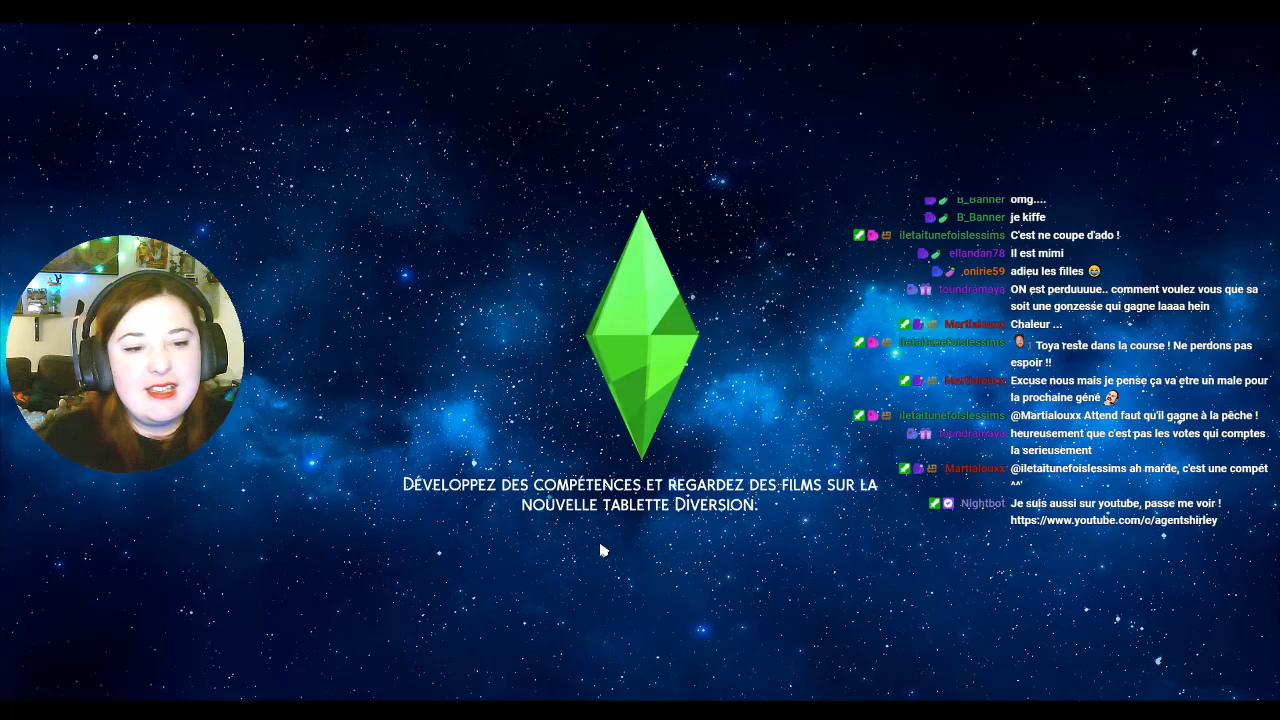 B_Banner omg....
B_Banner je kiffe
iletaitunefoislessims C'est ne coupe d'ado !
ellandan78 Il est mimi
onirie59 adieu les filles
toundramaya ON est perduuuue.. comment voulez vous que sa
soit une gonzesse qui gagne laaaa hein
Martialouxx Chaleur ...
iletaitunefoislessims Toya reste dans la course ! Ne perdons pas
espoir !!
Martialouxx Excuse nous mais je pense ça va etre un male pour
la prochaine géné
iletaitunefoislessims @Martialouxx Attend faut qu'il gagne à la pêche !
toundramaya heureusement que c'est pas les votes qui comptes
la serieusement
Martialouxx @iletaitunefoislessims ah marde, c'est une compét
^^'
Nightbot Je suis aussi sur youtube, passe me voir !
https://www.youtube.com/c/agentshirley
DÉVELOPPEZ DES COMPÉTENCES ET REGARDEZ DES FILMS SUR LA
NOUVELLE TABLETTE DIVERSION.